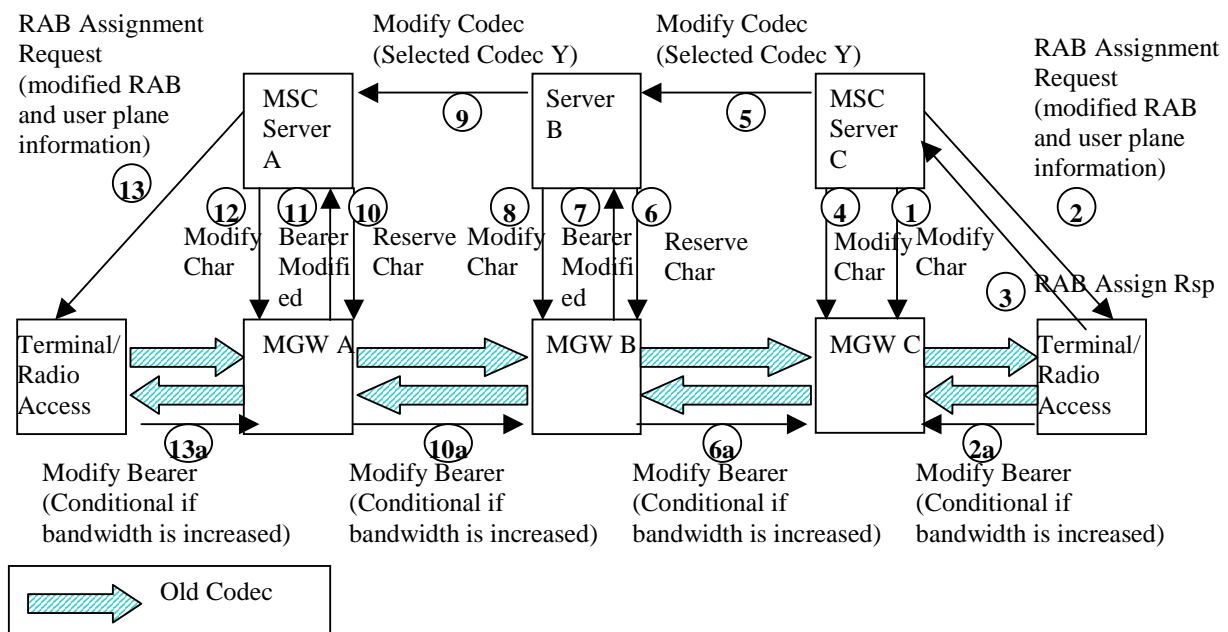 RAB Assignment
Request
(modified RAB
and user plane
information)
Modify Codec
(Selected Codec Y)
Modify Codec
(Selected Codec Y)
RAB Assignment
Request
(modified RAB
and user plane
information)
MSC
Server
A
9
Server
B
5
MSC
Server
C
13
12
11
10
8
7
6
4
1
2
Modify
Char
Bearer
Modifi
ed
Reserve
Char
Modify
Char
Bearer
Modifi
ed
Reserve
Char
Modify
Char
Modify
Char
3
RAB Assign Rsp
Terminal/
Radio
Access
MGW A
MGW B
MGW C
Terminal/
Radio
Access
13a
10a
6a
2a
Modify Bearer
(Conditional if
bandwidth is increased)
Modify Bearer
(Conditional if
bandwidth is increased)
Modify Bearer
(Conditional if
bandwidth is increased)
Modify Bearer
(Conditional if
bandwidth is increased)
Old Codec